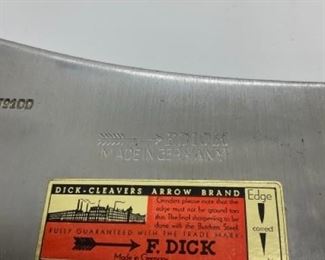 F.DICK
MADE IN GERMANY
DICK-CLEAVERS ARROW BRAND
Grinders please note that the
edge must not be ground too
thin. The final sharpening to be
done with the Butchers Steel
Edge
correct
FULLY GUARANTEED WITH THE TRADE MARK
F. DICK
Made in Germany